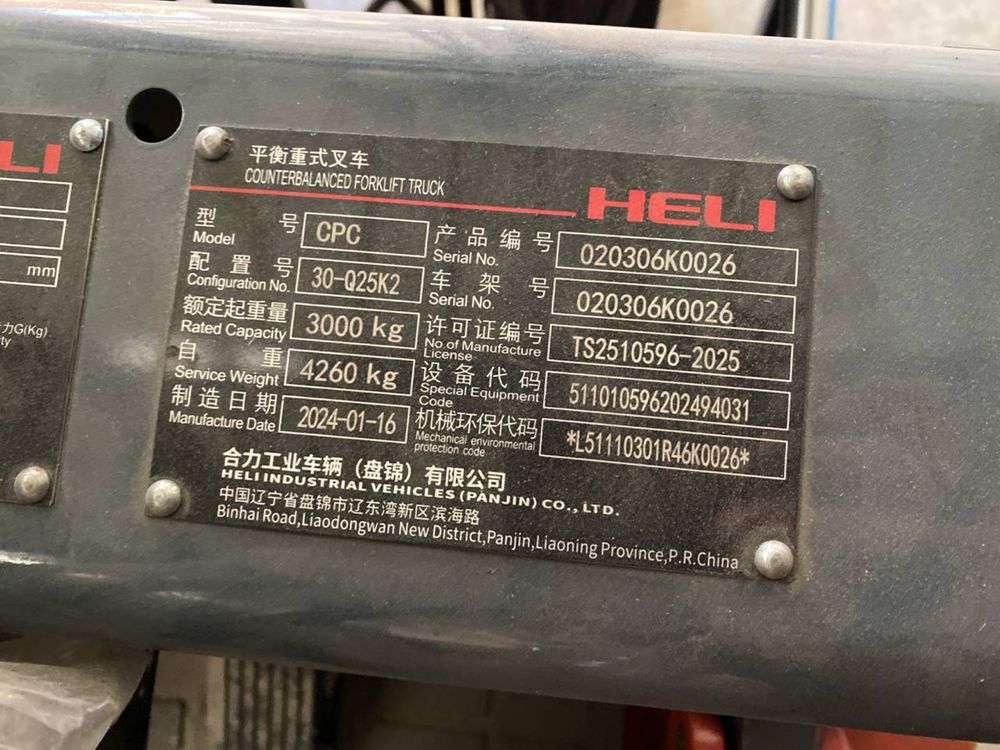 LI
mm
力G(Kg)
ty
平衡重式叉车
COUNTERBALANCED FORKLIFT TRUCK
HELI
型 号
Model
CPC
产品编号
Serial No.
020306K0026
配置号
Configuration No.
30-Q25K2
车架号
Serial No.
020306K0026
额定起重量
Rated Capacity
3000 kg
许可证编号
No.of Manufacture
License
TS2510596-2025
自 重
Service Weight
4260 kg
设备代码
Special Equipment
Code
511010596202494031
制造日期
Manufacture Date
2024-01-16
机械环保代码
Mechanical environmental
protection code
*L51110301R46K0026*
合力工业车辆（盘锦）有限公司
HELI INDUSTRIAL VEHICLES (PANJIN) CO., LTD.
中国辽宁省盘锦市辽东湾新区滨海路
Binhai Road,Liaodongwan New District,Panjin,Liaoning Province,P.R.China